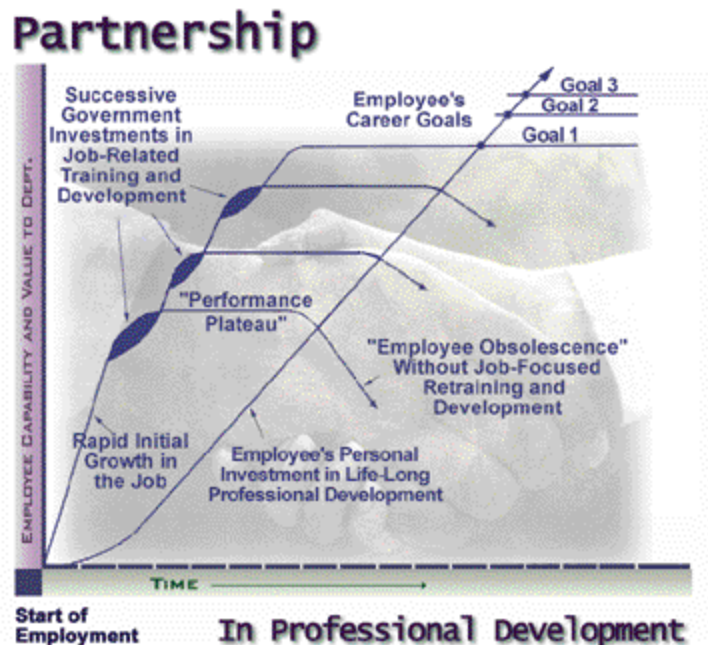 Partnership
Successive
Government
Investments in
Job-Related
Training and
Development
Employee's
Career Goals
Goal 3
Goal 2
Goal 1
"Performance
Plateau"
"Employee Obsolescence"
Without Job-Focused
Retraining and
Development
Rapid Initial
Growth in
the Job
Employee's Personal
Investment in Life-Long
Professional Development
EMPLOYEE CAPABILITY AND VALUE TO DEPT.
TIME
Start of
Employment
In Professional Development